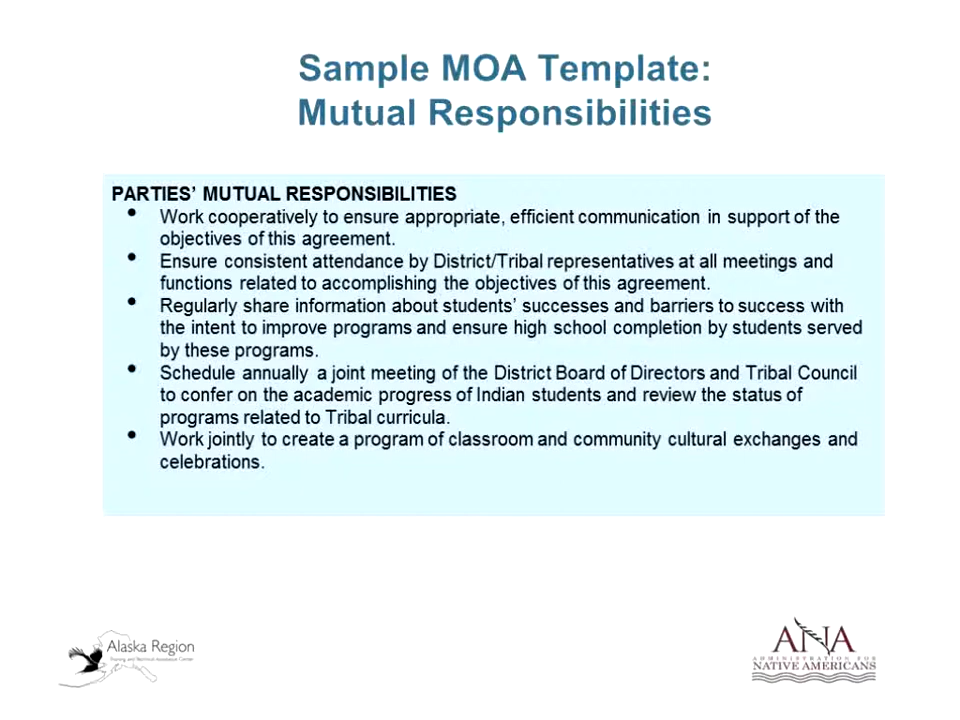 Sample MOA Template:
Mutual Responsibilities
PARTIES' MUTUAL RESPONSIBILITIES
• Work cooperatively to ensure appropriate, efficient communication in support of the
objectives of this agreement.
• Ensure consistent attendance by District/Tribal representatives at all meetings and
functions related to accomplishing the objectives of this agreement.
• Regularly share information about students' successes and barriers to success with
the intent to improve programs and ensure high school completion by students served
by these programs.
• Schedule annually a joint meeting of the District Board of Directors and Tribal Council
to confer on the academic progress of Indian students and review the status of
programs related to Tribal curricula.
• Work jointly to create a program of classroom and community cultural exchanges and
celebrations.
Alaska Region
Training and Technical Assistance Center
ANA
ADMINISTRATION FOR
NATIVE AMERICANS